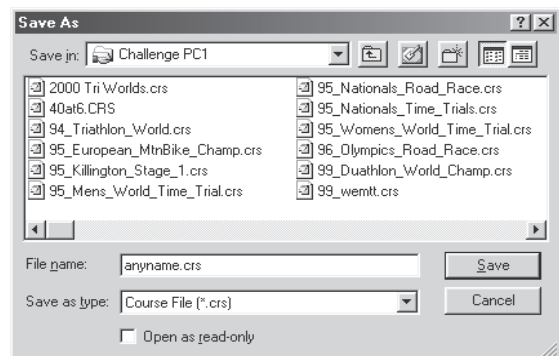 Save As
Save in: Challenge PC1
2000 Tri Worlds.crs
40at6.CRS
94_Triathlon_World.crs
95_European_MtnBike_Champ.crs
95_Killington_Stage_1.crs
95_Mens_World_Time_Trial.crs
95_Nationals_Road_Race.crs
95_Nationals_Time_Trials.crs
95_Womens_World_Time_Trial.crs
96_Olympics_Road_Race.crs
99_Duathlon_World_Champ.crs
99_wemtt.crs
File name: anyname.crs Save
Save as type: Course File (*.crs) Cancel
Open as read-only